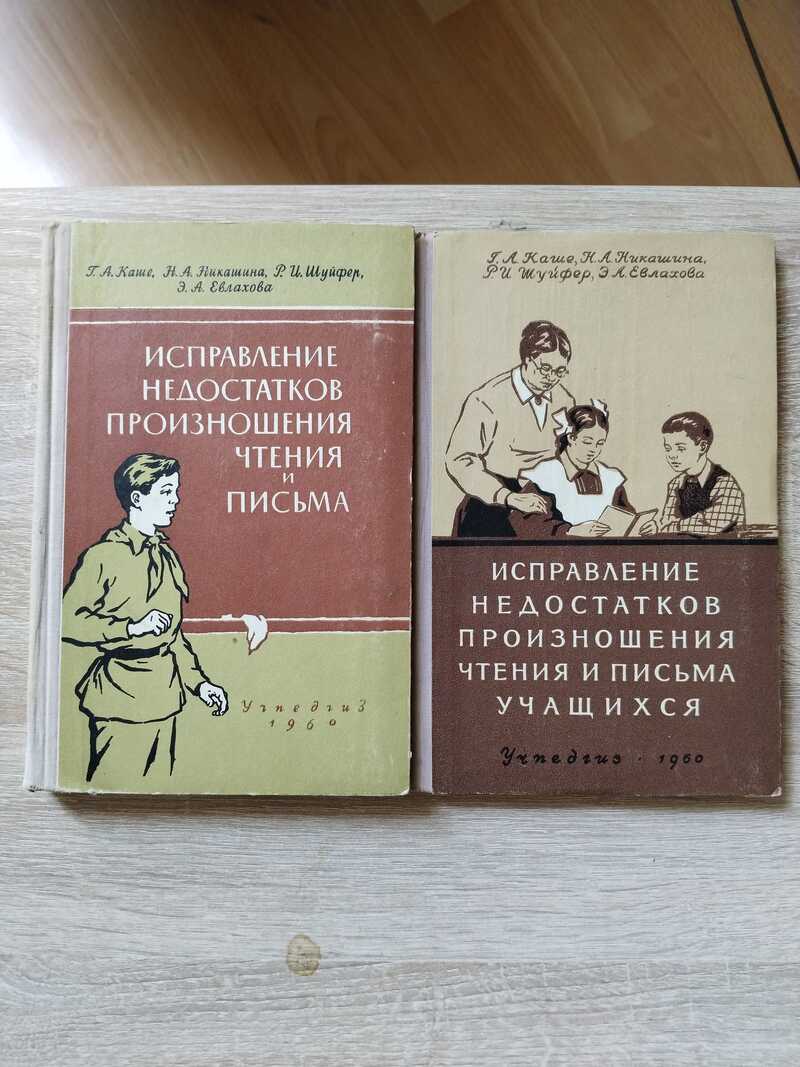 Г. А. Каше, Н. А. Никашина, Р. И. Шуйфер,
Э. А. Евлахова
ИСПРАВЛЕНИЕ
НЕДОСТАТКОВ
ПРОИЗНОШЕНИЯ
ЧТЕНИЯ
И
ПИСЬМА
Учпедгиз
1960
Г. А. Каше, Н. А. Никашина,
Р. И. Шуйфер, Э. А. Евлахова
ИСПРАВЛЕНИЕ
НЕДОСТАТКОВ
ПРОИЗНОШЕНИЯ
ЧТЕНИЯ И ПИСЬМА
УЧАЩИХСЯ
Учпедгиз · 1960